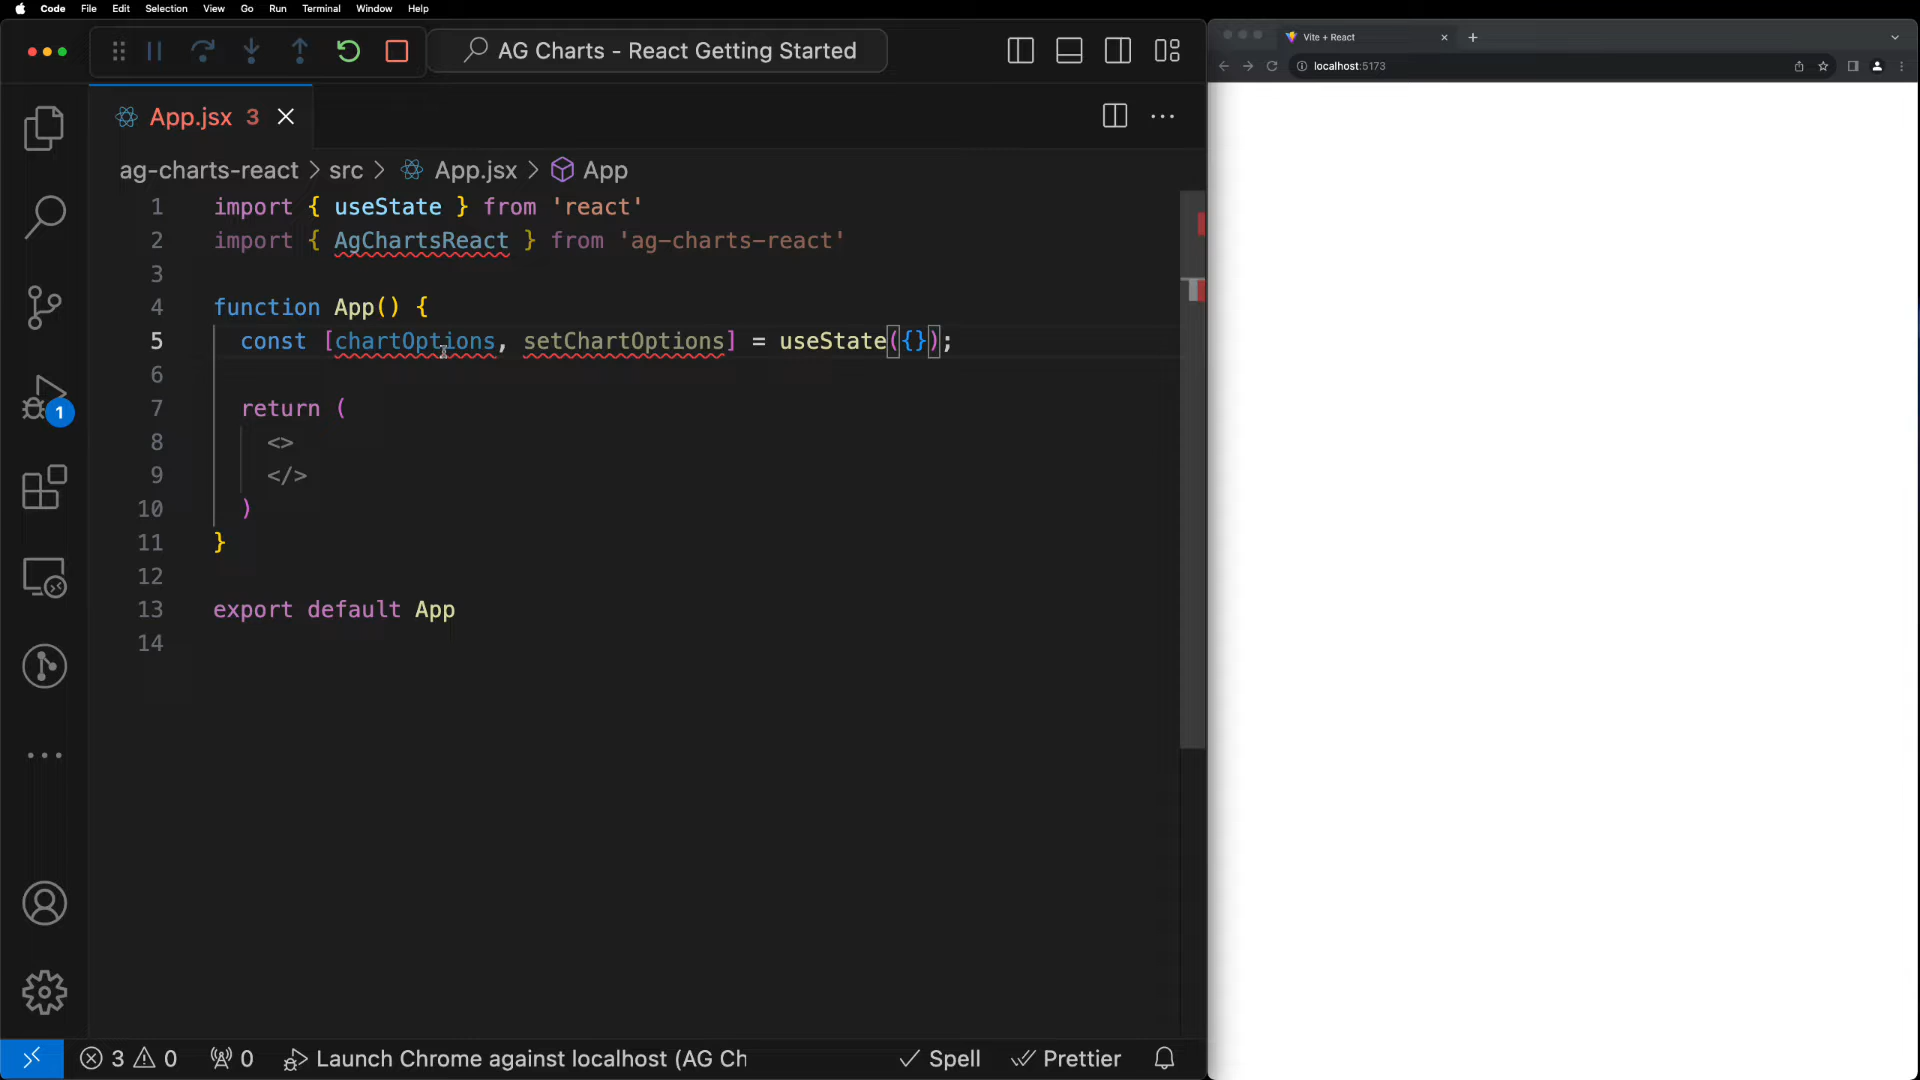 Code File Edit Selection View Go Run Terminal Window Help
AG Charts - React Getting Started
App.jsx 3
ag-charts-react > src > App.jsx > App
1 import { useState } from 'react'
2 import { AgChartsReact } from 'ag-charts-react'
3
4 function App() {
5 const [chartOptions, setChartOptions] = useState({});
6
7 return (
8 <>
9 </>
10 )
11 }
12
13 export default App
14
1
3 0 0 Launch Chrome against localhost (AG Ch Spell Prettier
Vite + React
localhost:5173